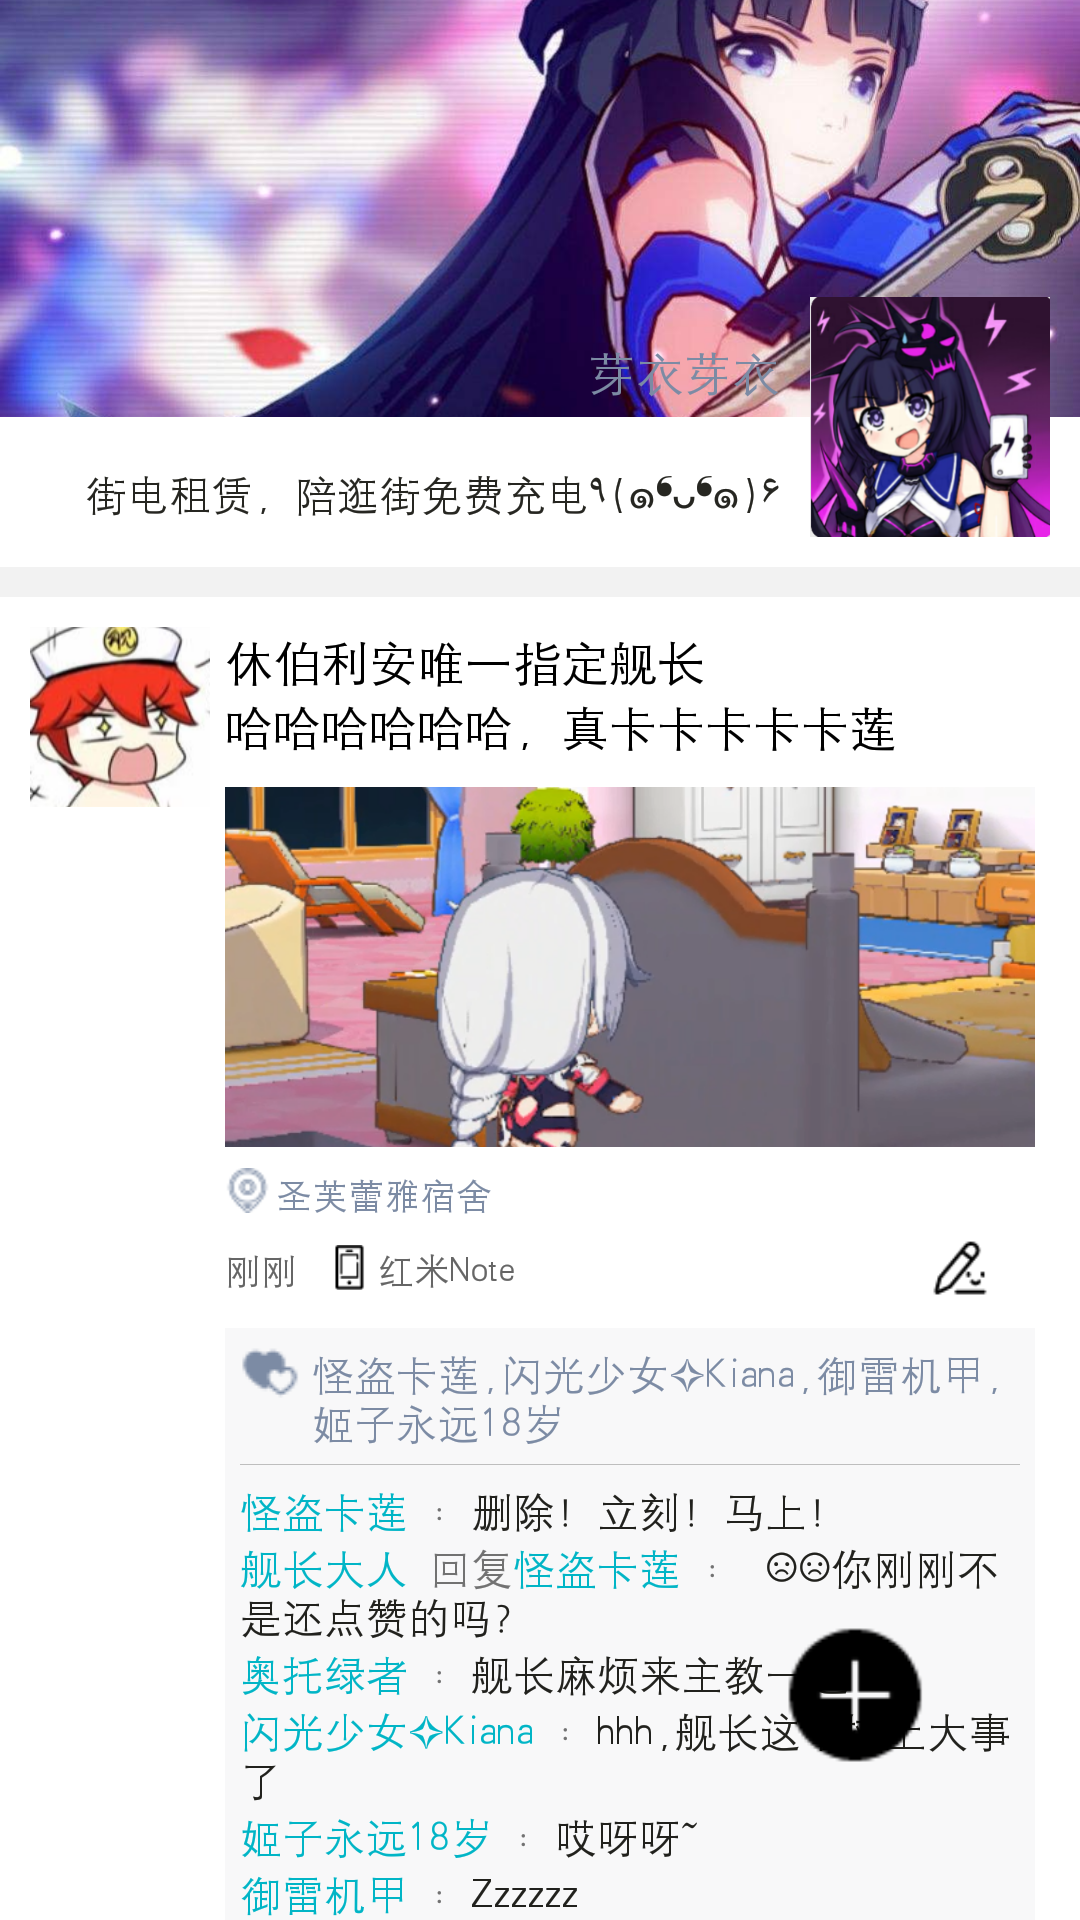 芽衣芽衣
街电租赁，陪逛街免费充电٩(๑❛ᴗ❛๑)۶
舰
休伯利安唯一指定舰长
哈哈哈哈哈哈，真卡卡卡卡卡莲
圣芙蕾雅宿舍
刚刚 红米Note
怪盗卡莲,闪光少女✧Kiana,御雷机甲,
姬子永远18岁
怪盗卡莲 : 删除！立刻！马上！
舰长大人 回复怪盗卡莲 : ☹☹你刚刚不
是还点赞的吗？
奥托绿者 : 舰长麻烦来主教一
闪光少女✧Kiana : hhh,舰长这 上大事
了
姬子永远18岁 : 哎呀呀~
御雷机甲 : Zzzzzz